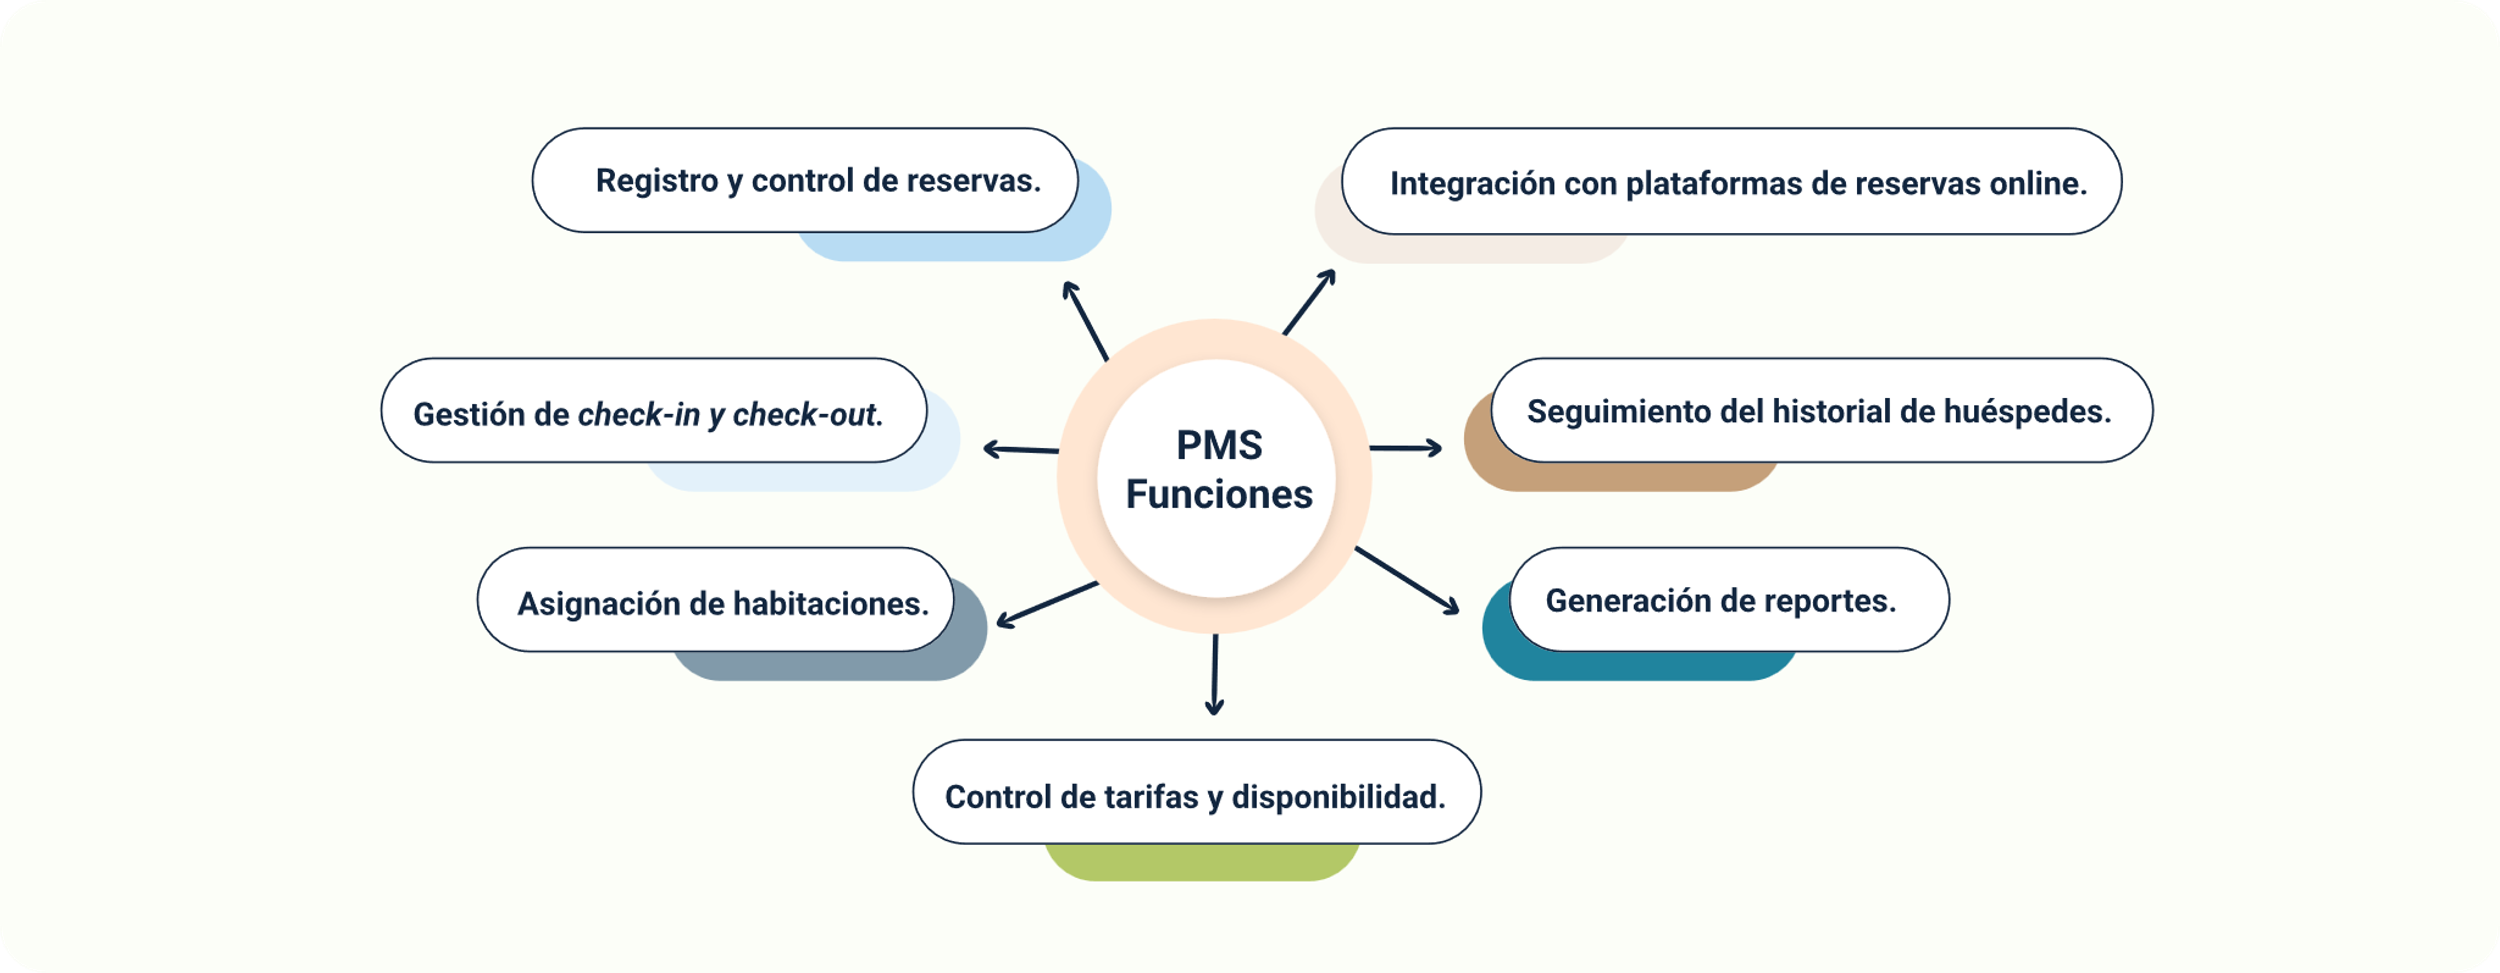 Registro y control de reservas.
Integración con plataformas de reservas online.
Gestión de check-in y check-out.
Seguimiento del historial de huéspedes.
PMS
Funciones
Asignación de habitaciones.
Generación de reportes.
Control de tarifas y disponibilidad.